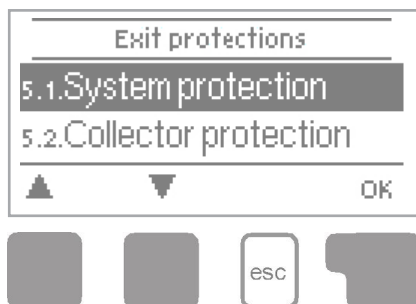 Exit protections
5.1.System protection
5.2.Collector protection
OK
esc